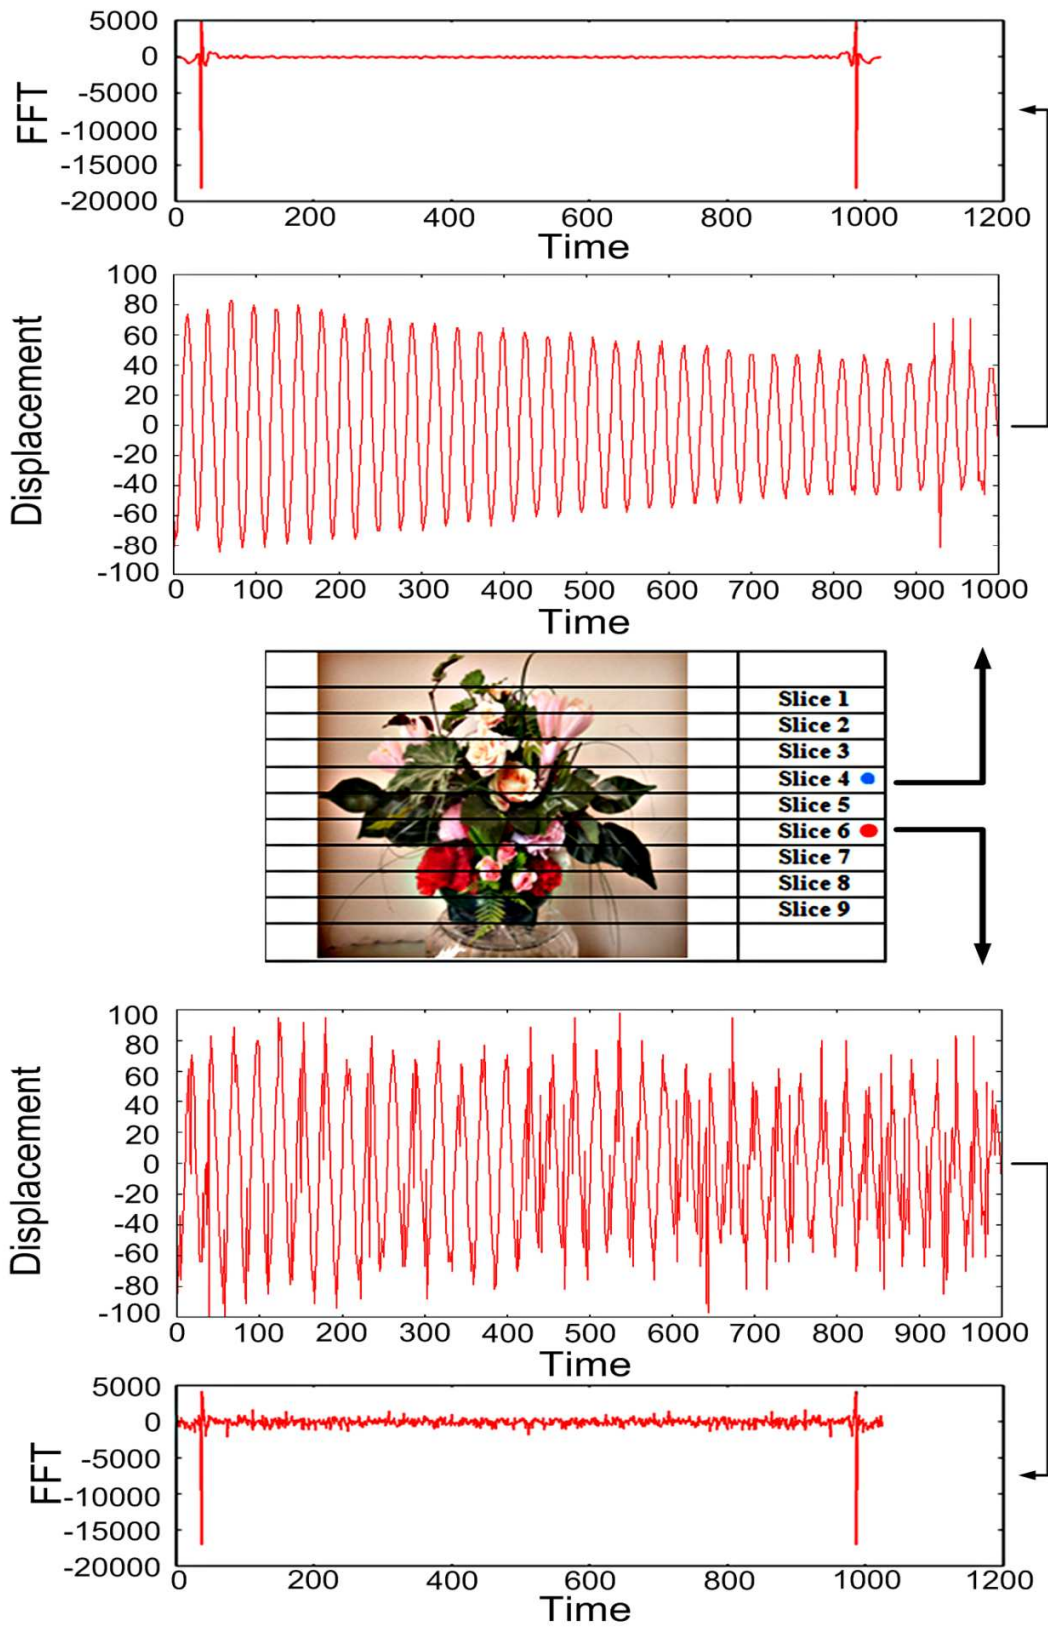 5000
0
-5000
-10000
-15000
-20000
FFT
0 200 400 600 800 1000 1200
Time
100
80
60
40
20
0
-20
-40
-60
-80
-100
Displacement
0 100 200 300 400 500 600 700 800 900 1000
Time
Slice 1
Slice 2
Slice 3
Slice 4
Slice 5
Slice 6
Slice 7
Slice 8
Slice 9
100
80
60
40
20
0
-20
-40
-60
-80
-100
Displacement
0 100 200 300 400 500 600 700 800 900 1000
Time
5000
0
-5000
-10000
-15000
-20000
FFT
0 200 400 600 800 1000 1200
Time